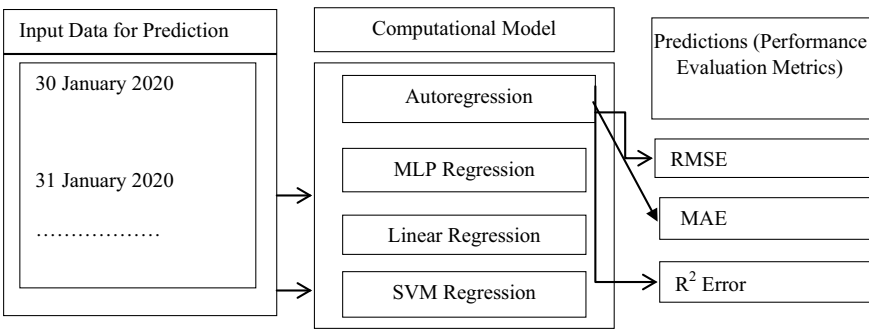 Input Data for Prediction
30 January 2020
31 January 2020
………………
Computational Model
Autoregression
MLP Regression
Linear Regression
SVM Regression
Predictions (Performance
Evaluation Metrics)
RMSE
MAE
R² Error